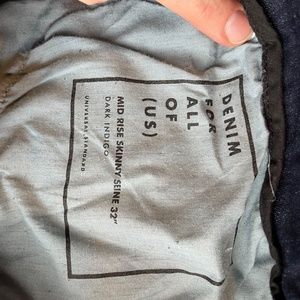 DENIM
FOR
ALL
OF
(US)
MID RISE SKINNY SEINE 32"
DARK INDIGO
UNIVERSAL STANDARD